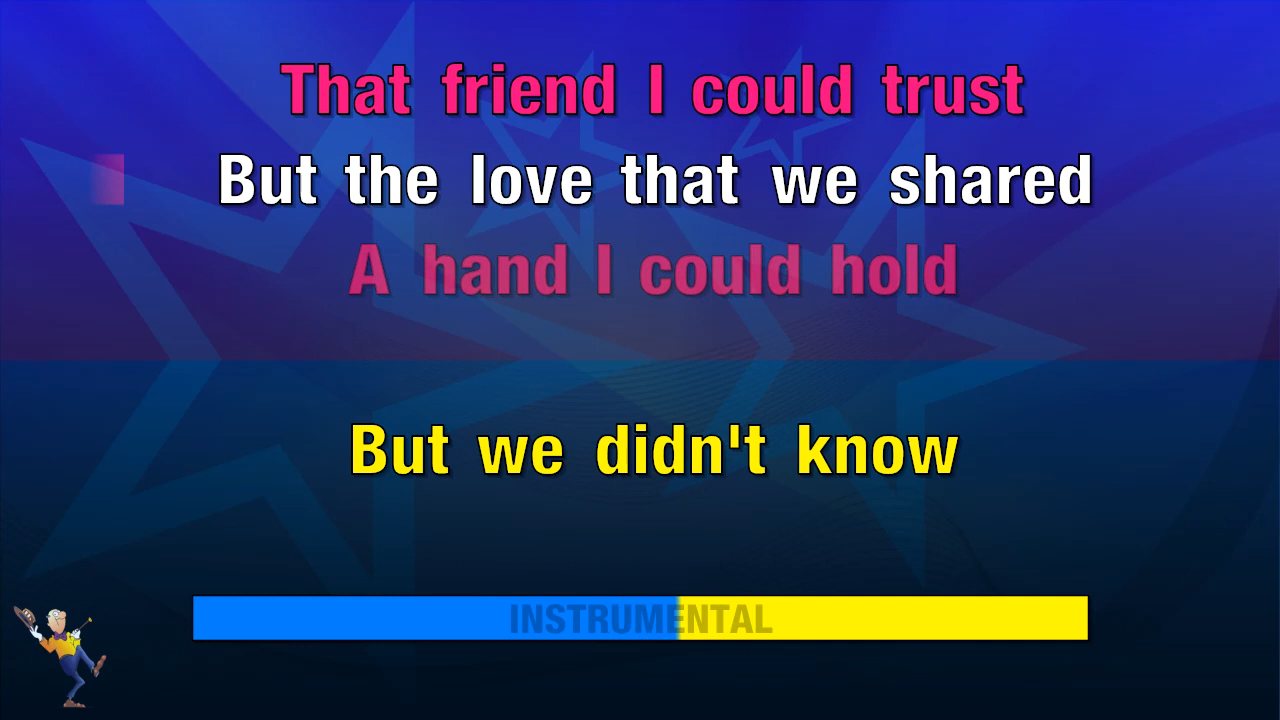 That friend I could trust
But the love that we shared
A hand I could hold
But we didn't know
INSTRUMENTAL